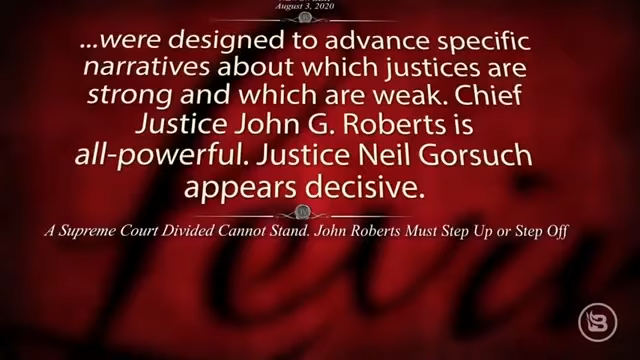 August 3, 2020
...were designed to advance specific
narratives about which justices are
strong and which are weak. Chief
Justice John G. Roberts is
all-powerful. Justice Neil Gorsuch
appears decisive.
A Supreme Court Divided Cannot Stand. John Roberts Must Step Up or Step Off
B